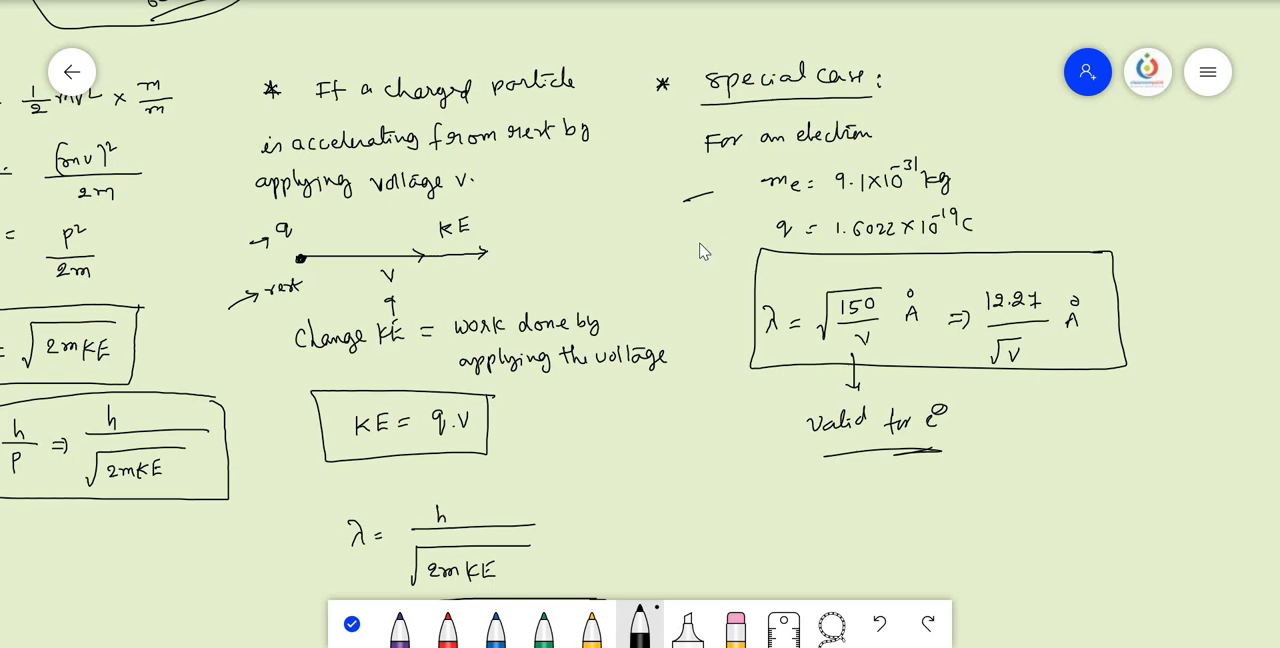 1/2 mv² × m/m
(mv)²/2m
= p²/2m
= √2mKE
h/p ⇒ h/√2mKE
* If a charged particle
is accelerating from rest by
applying voltage v.
→ q KE
V
→ rest q
Change KE = work done by
applying the voltage
KE = q.V
λ = h/√2mKE
* special case:
For an electron
me = 9.1×10⁻³¹ kg
q = 1.6022×10⁻¹⁹ C
λ = √150/V Å ⇒ 12.27/√V Å
valid for e⊖